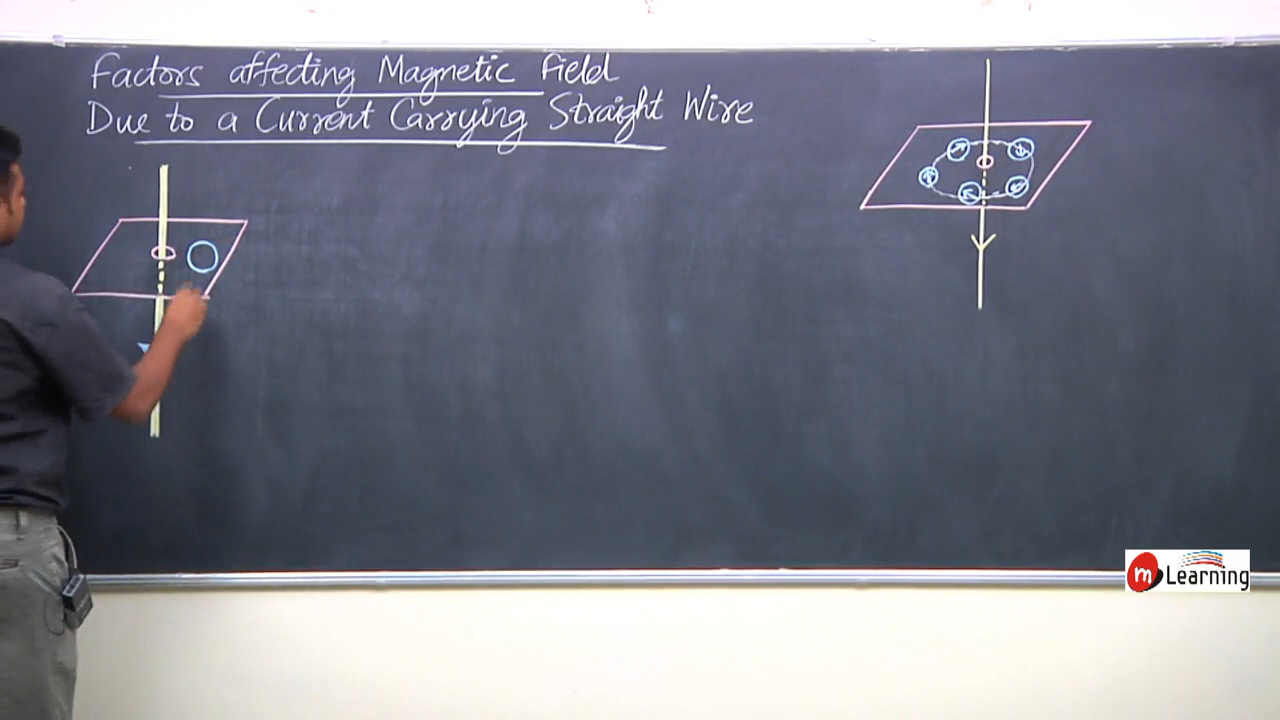 Factors affecting Magnetic Field
Due to a Current Carrying Straight Wire
m Learning